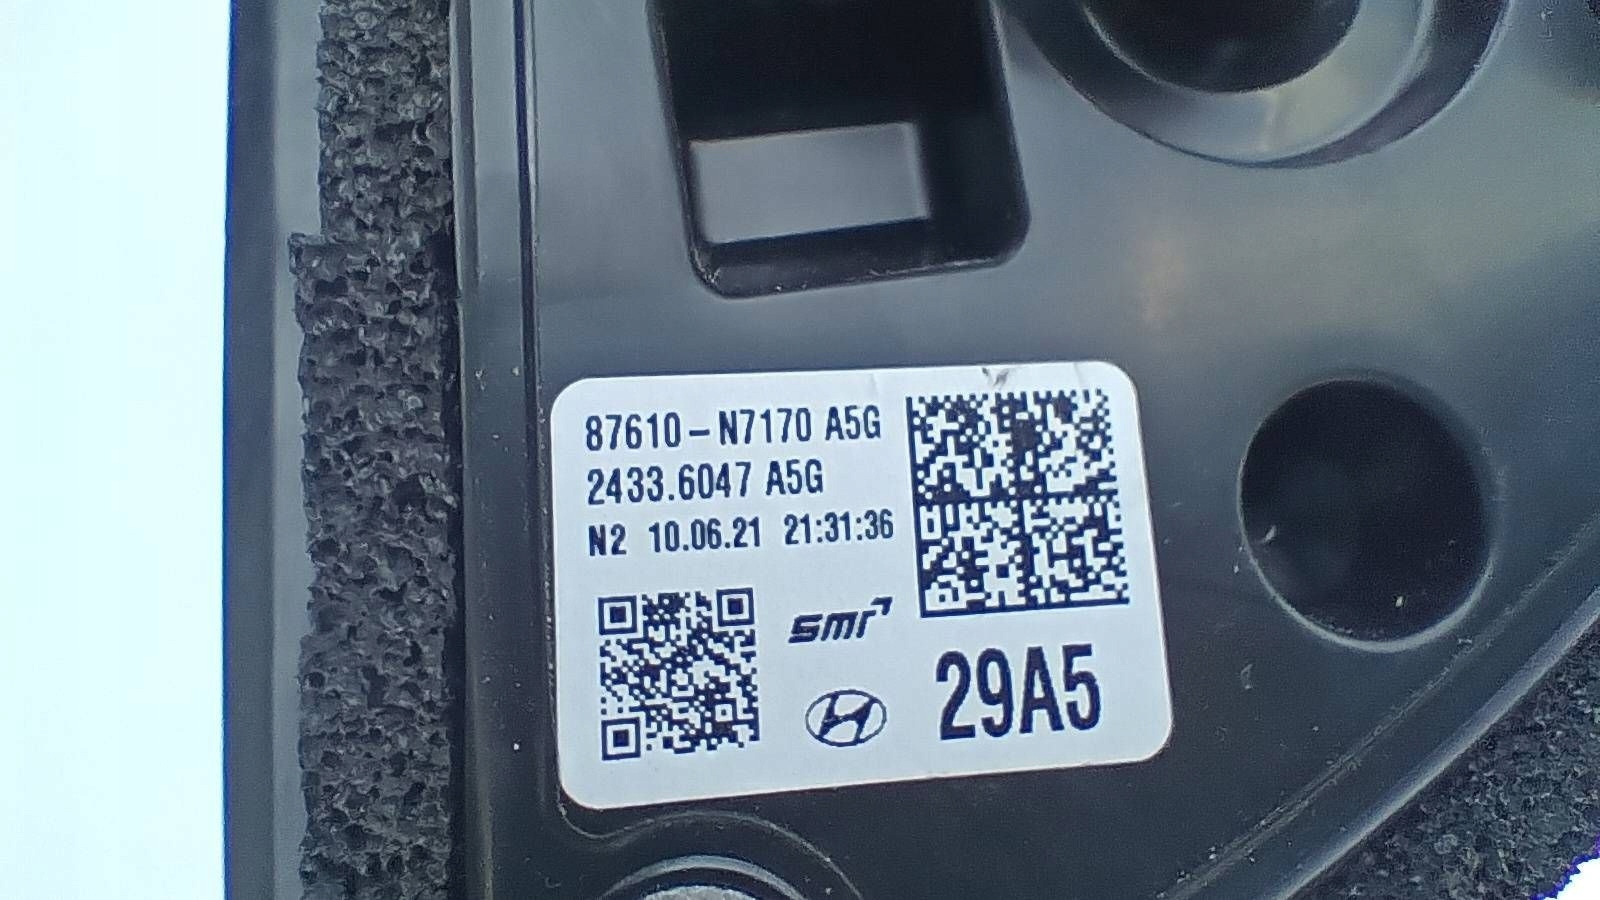 87610-N7170 A5G
2433.6047 A5G
N2 10.06.21 21:31:36
smr
29A5